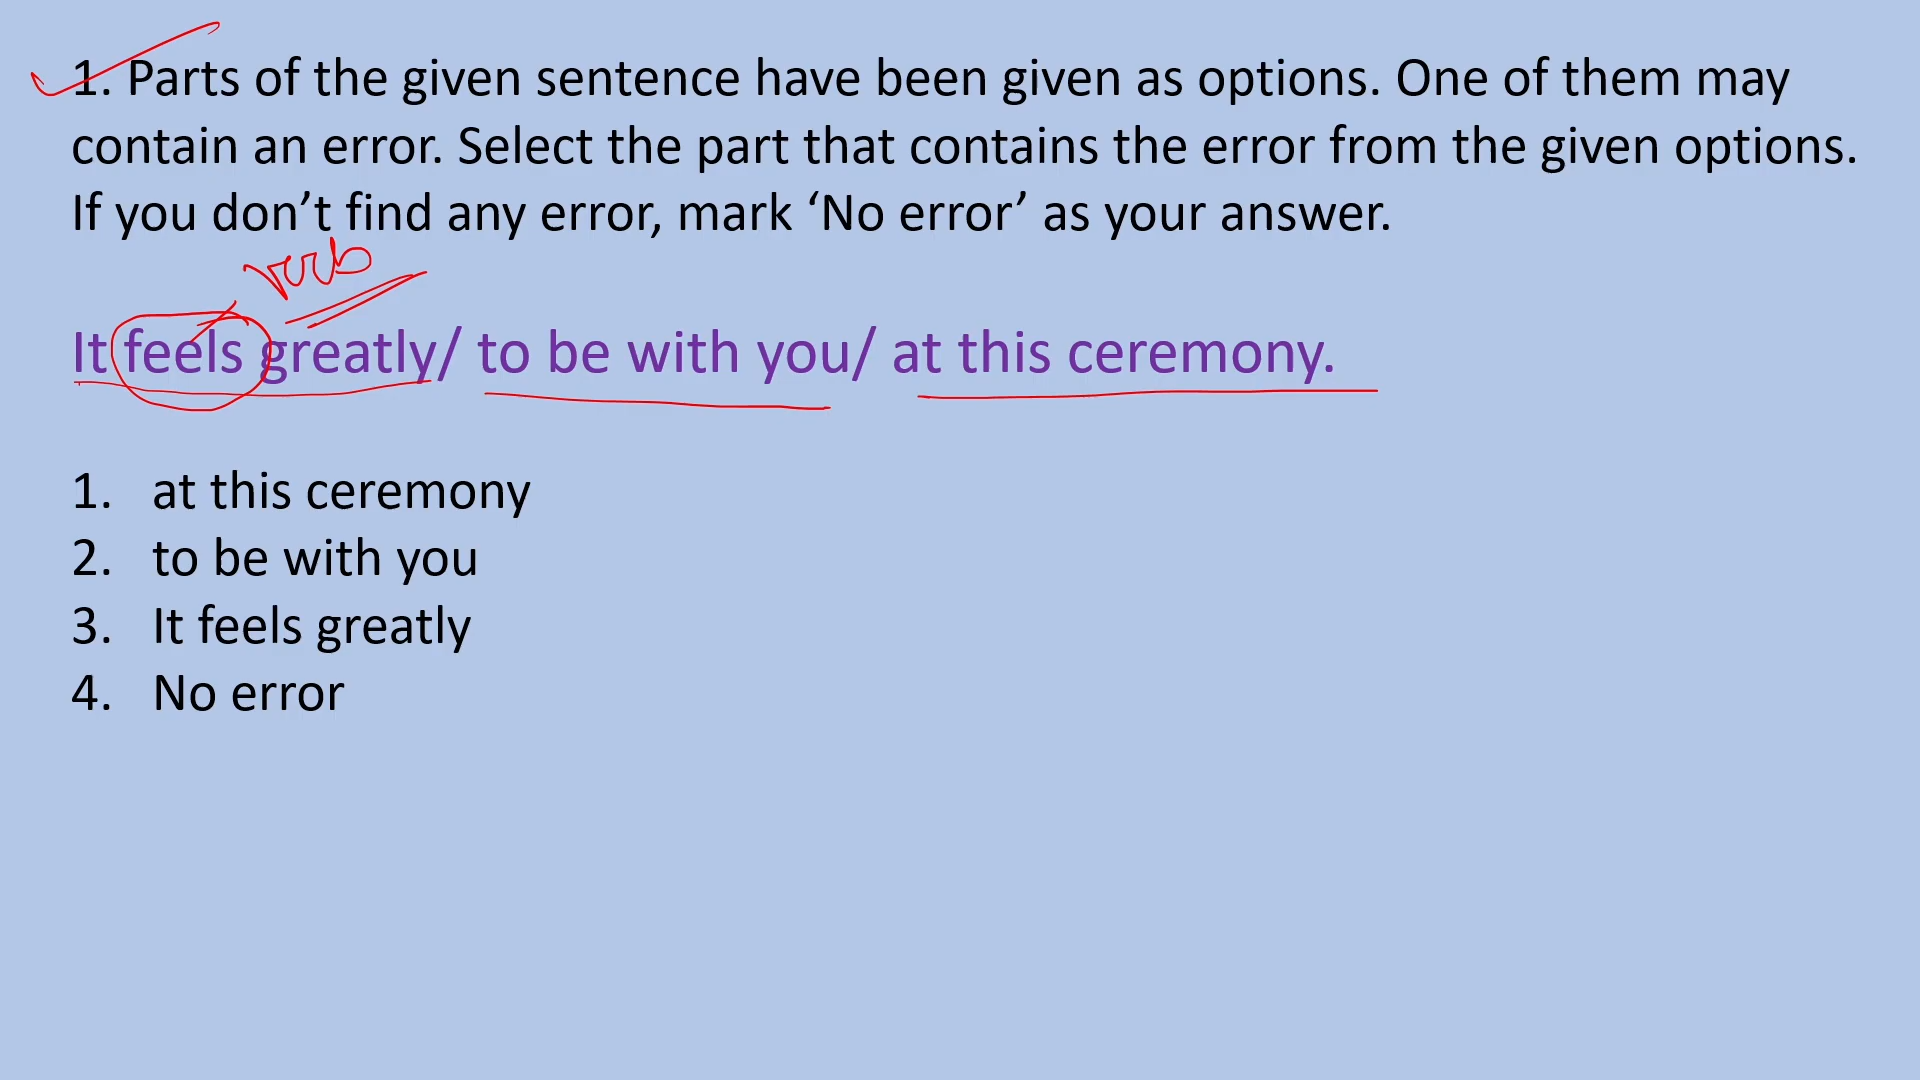 1. Parts of the given sentence have been given as options. One of them may
contain an error. Select the part that contains the error from the given options.
If you don’t find any error, mark ‘No error’ as your answer.
verb
It feels greatly/ to be with you/ at this ceremony.
1. at this ceremony
2. to be with you
3. It feels greatly
4. No error